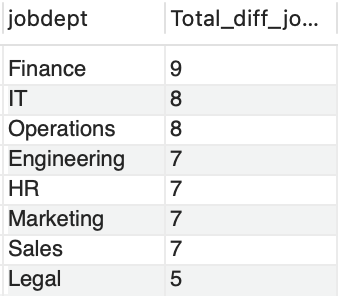 jobdept Total_diff_jo...
Finance 9
IT 8
Operations 8
Engineering 7
HR 7
Marketing 7
Sales 7
Legal 5